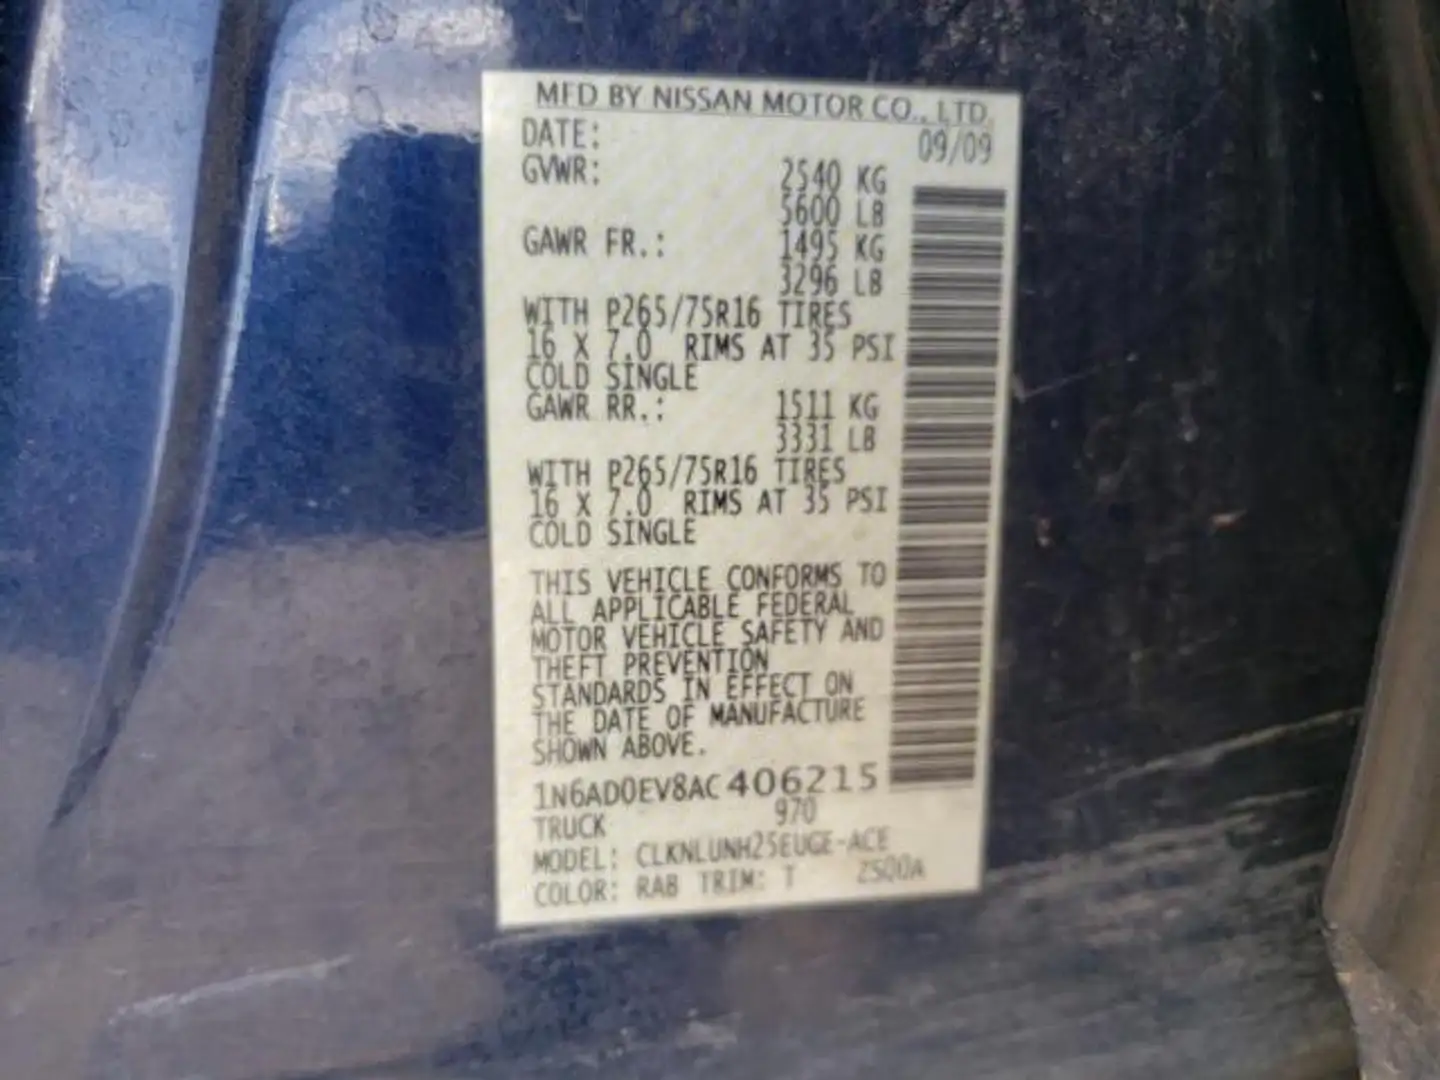 MFD BY NISSAN MOTOR CO., LTD.
DATE: 09/09
GVWR: 2540 KG
5600 LB
GAWR FR.: 1495 KG
3296 LB
WITH P265/75R16 TIRES
16 X 7.0 RIMS AT 35 PSI
COLD SINGLE
GAWR RR.: 1511 KG
3331 LB
WITH P265/75R16 TIRES
16 X 7.0 RIMS AT 35 PSI
COLD SINGLE
THIS VEHICLE CONFORMS TO
ALL APPLICABLE FEDERAL
MOTOR VEHICLE SAFETY AND
THEFT PREVENTION
STANDARDS IN EFFECT ON
THE DATE OF MANUFACTURE
SHOWN ABOVE.
1N6AD0EV8AC406215
TRUCK 970
MODEL: CLKNLUNH25EUGE-ACE
COLOR: RAB TRIM: T ZS00A